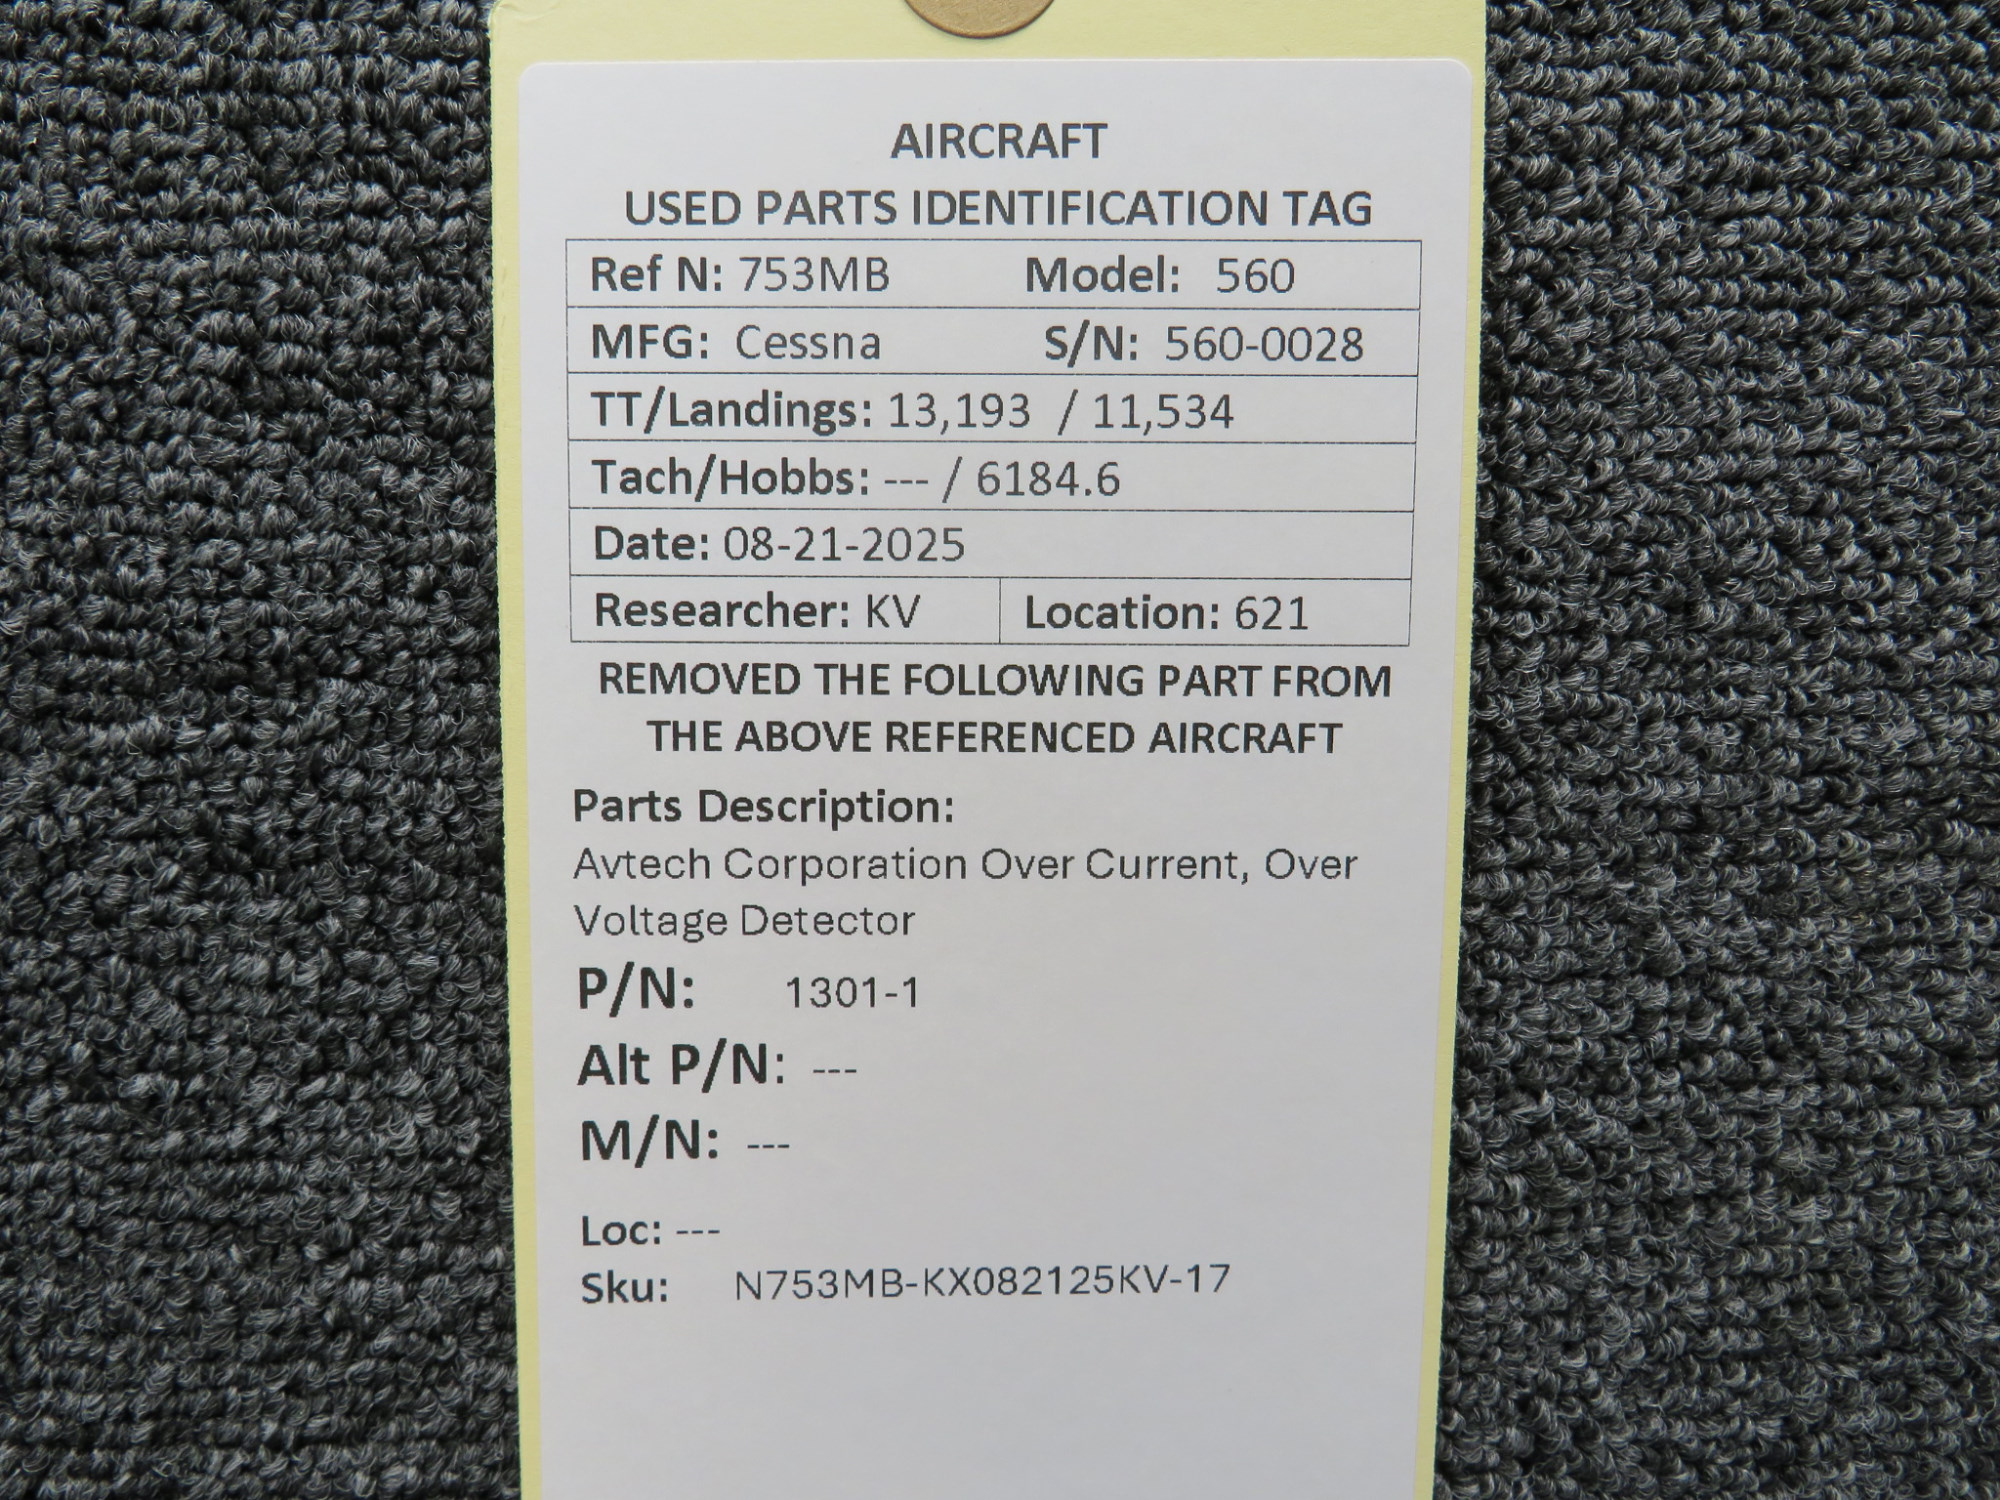 AIRCRAFT
USED PARTS IDENTIFICATION TAG
Ref N: 753MB Model: 560
MFG: Cessna S/N: 560-0028
TT/Landings: 13,193 / 11,534
Tach/Hobbs: --- / 6184.6
Date: 08-21-2025
Researcher: KV Location: 621
REMOVED THE FOLLOWING PART FROM
THE ABOVE REFERENCED AIRCRAFT
Parts Description:
Avtech Corporation Over Current, Over
Voltage Detector
P/N: 1301-1
Alt P/N: ---
M/N: ---
Loc: ---
Sku: N753MB-KX082125KV-17